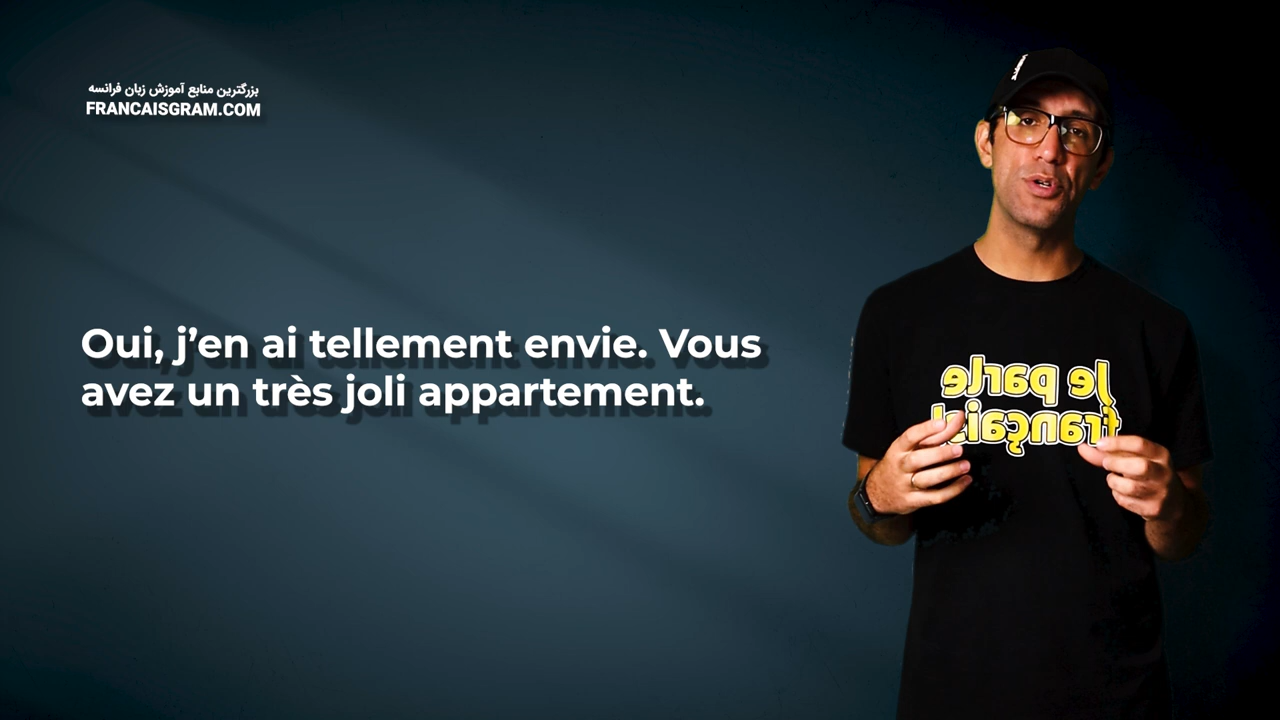 بزرگترین منابع آموزش زبان فرانسه
FRANCAISGRAM.COM
Oui, j’en ai tellement envie. Vous
avez un très joli appartement.
Je parle
français!